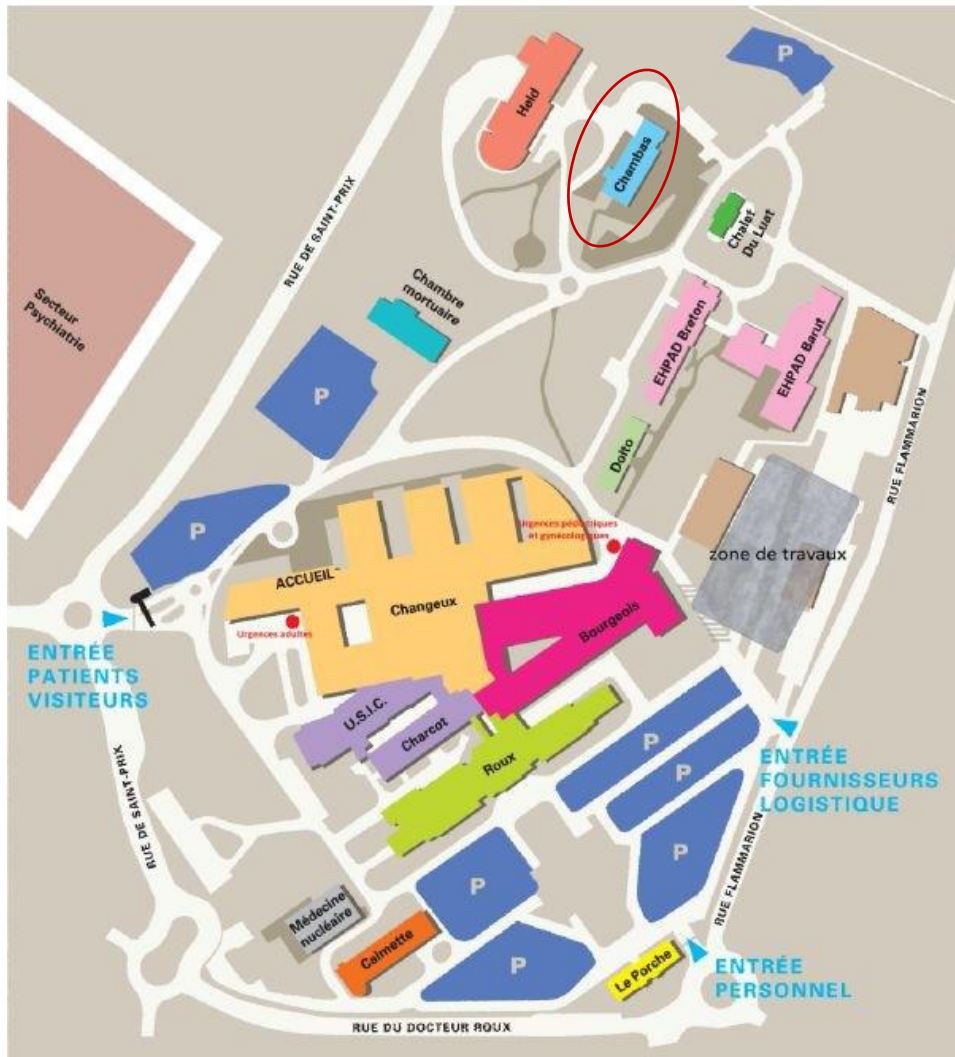 P
Held
Chambas
Chalet
Du Luat
RUE DE SAINT-PRIX
Secteur
Psychiatrie
Chambre
mortuaire
EHPAD Breton
EHPAD Barut
P
Dolto
RUE FLAMMARION
P
Urgences pédiatriques
et gynécologiques
zone de travaux
ACCUEIL
Changeux
Bourgeois
Urgences adultes
ENTRÉE
PATIENTS
VISITEURS
U.S.I.C.
Charcot
Roux
P
P
ENTRÉE
FOURNISSEURS
LOGISTIQUE
RUE DE SAINT-PRIX
P
RUE FLAMMARION
P
Médecine
nucléaire
Calmette
P
Le Porche
ENTRÉE
PERSONNEL
RUE DU DOCTEUR ROUX